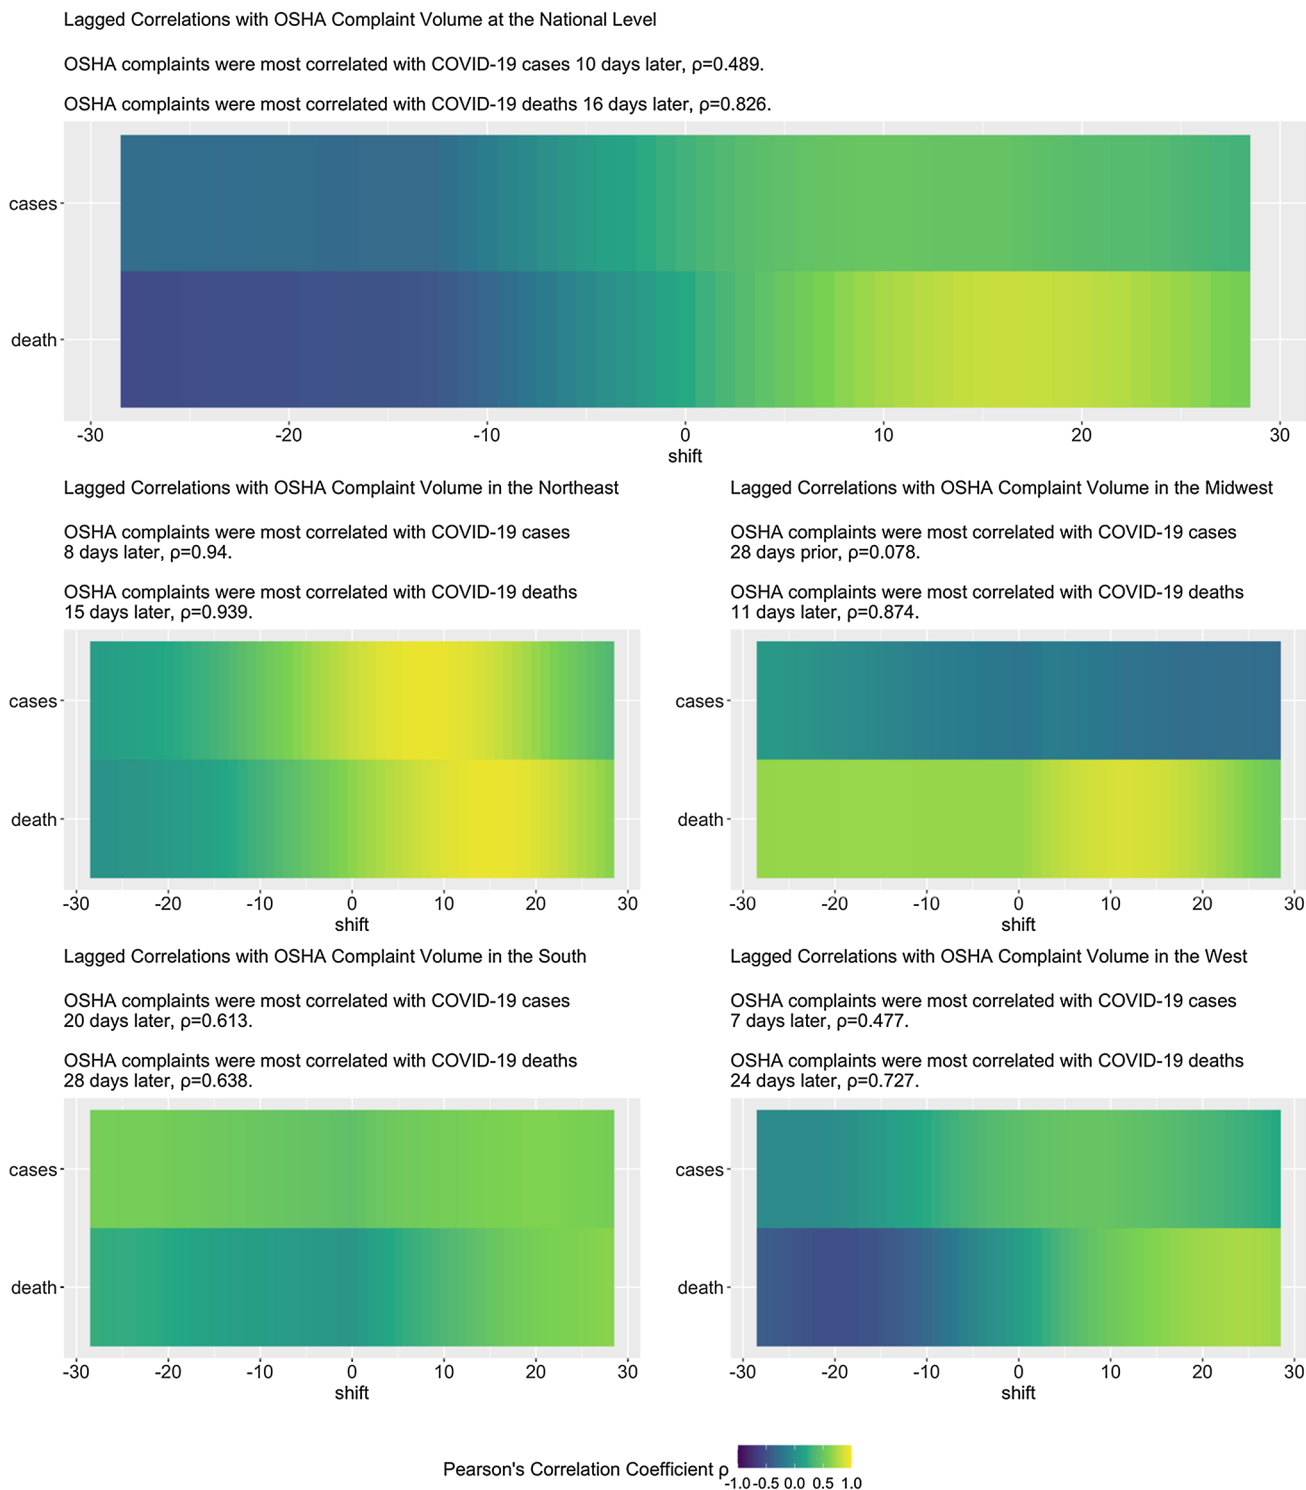 Lagged Correlations with OSHA Complaint Volume at the National Level
OSHA complaints were most correlated with COVID-19 cases 10 days later, ρ=0.489.
OSHA complaints were most correlated with COVID-19 deaths 16 days later, ρ=0.826.
cases
death
-30 -20 -10 0 10 20 30
shift
Lagged Correlations with OSHA Complaint Volume in the Northeast
OSHA complaints were most correlated with COVID-19 cases
8 days later, ρ=0.94.
OSHA complaints were most correlated with COVID-19 deaths
15 days later, ρ=0.939.
cases
death
-30 -20 -10 0 10 20 30
shift
Lagged Correlations with OSHA Complaint Volume in the Midwest
OSHA complaints were most correlated with COVID-19 cases
28 days prior, ρ=0.078.
OSHA complaints were most correlated with COVID-19 deaths
11 days later, ρ=0.874.
cases
death
-30 -20 -10 0 10 20 30
shift
Lagged Correlations with OSHA Complaint Volume in the South
OSHA complaints were most correlated with COVID-19 cases
20 days later, ρ=0.613.
OSHA complaints were most correlated with COVID-19 deaths
28 days later, ρ=0.638.
cases
death
-30 -20 -10 0 10 20 30
shift
Lagged Correlations with OSHA Complaint Volume in the West
OSHA complaints were most correlated with COVID-19 cases
7 days later, ρ=0.477.
OSHA complaints were most correlated with COVID-19 deaths
24 days later, ρ=0.727.
cases
death
-30 -20 -10 0 10 20 30
shift
Pearson's Correlation Coefficient ρ
-1.0 -0.5 0.0 0.5 1.0